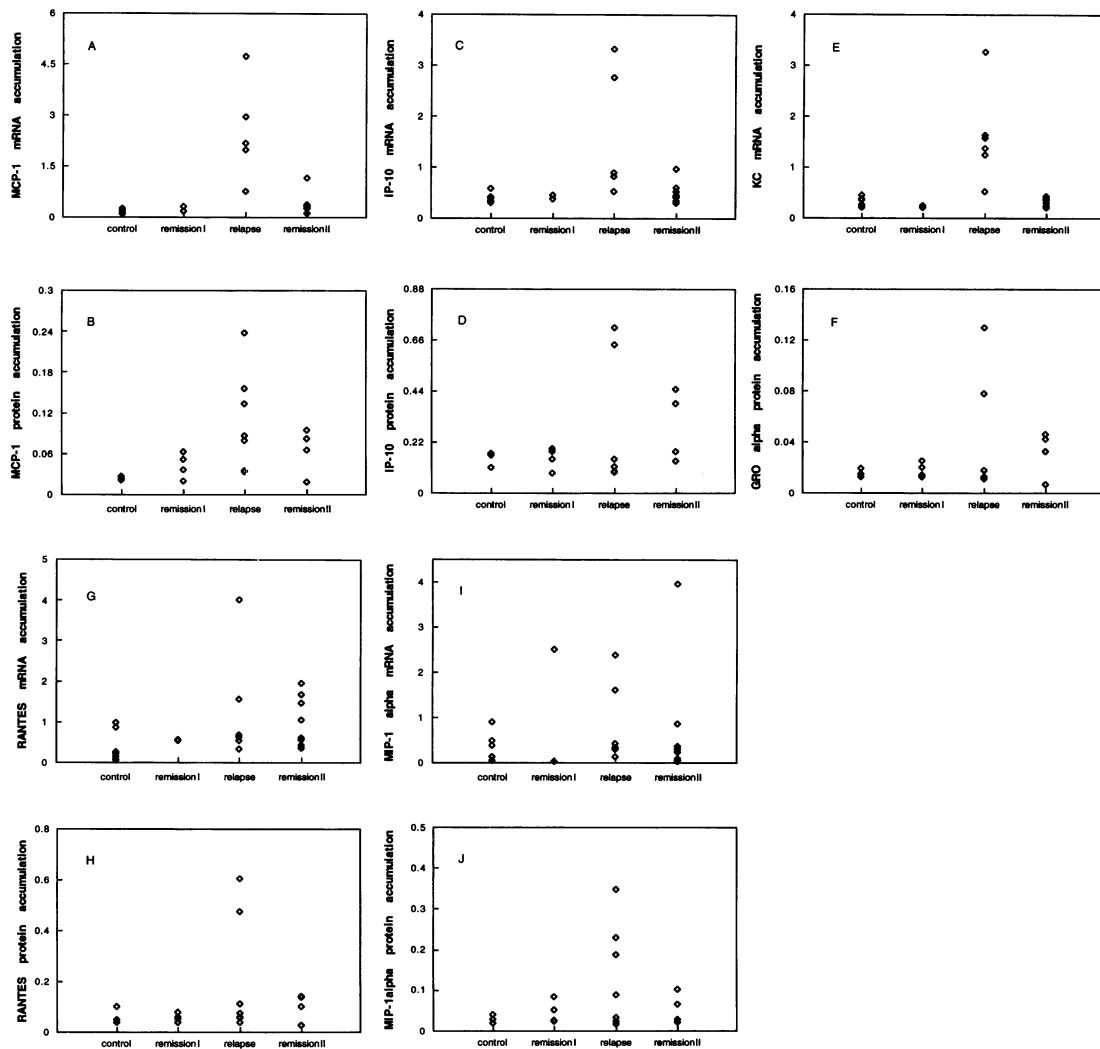 MCP-1 mRNA accumulation
6
4.5
3
1.5
0
A
control remission I relapse remission II
IP-10 mRNA accumulation
4
3
2
1
0
C
control remission I relapse remission II
KC mRNA accumulation
4
3
2
1
0
E
control remission I relapse remission II
MCP-1 protein accumulation
0.3
0.24
0.18
0.12
0.06
0
B
control remission I relapse remission II
IP-10 protein accumulation
0.88
0.66
0.44
0.22
0
D
control remission I relapse remission II
GRO alpha protein accumulation
0.16
0.12
0.08
0.04
0
F
control remission I relapse remission II
RANTES mRNA accumulation
5
4
3
2
1
0
G
control remission I relapse remission II
MIP-1 alpha mRNA accumulation
4
3
2
1
0
I
control remission I relapse remission II
RANTES protein accumulation
0.8
0.6
0.4
0.2
0
H
control remission I relapse remission II
MIP-1alpha protein accumulation
0.5
0.4
0.3
0.2
0.1
0
J
control remission I relapse remission II